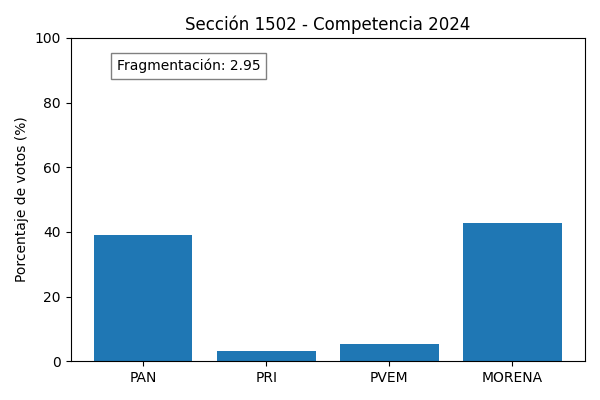 Sección 1502 - Competencia 2024
Fragmentación: 2.95
Porcentaje de votos (%)
100
80
60
40
20
0
PAN PRI PVEM MORENA